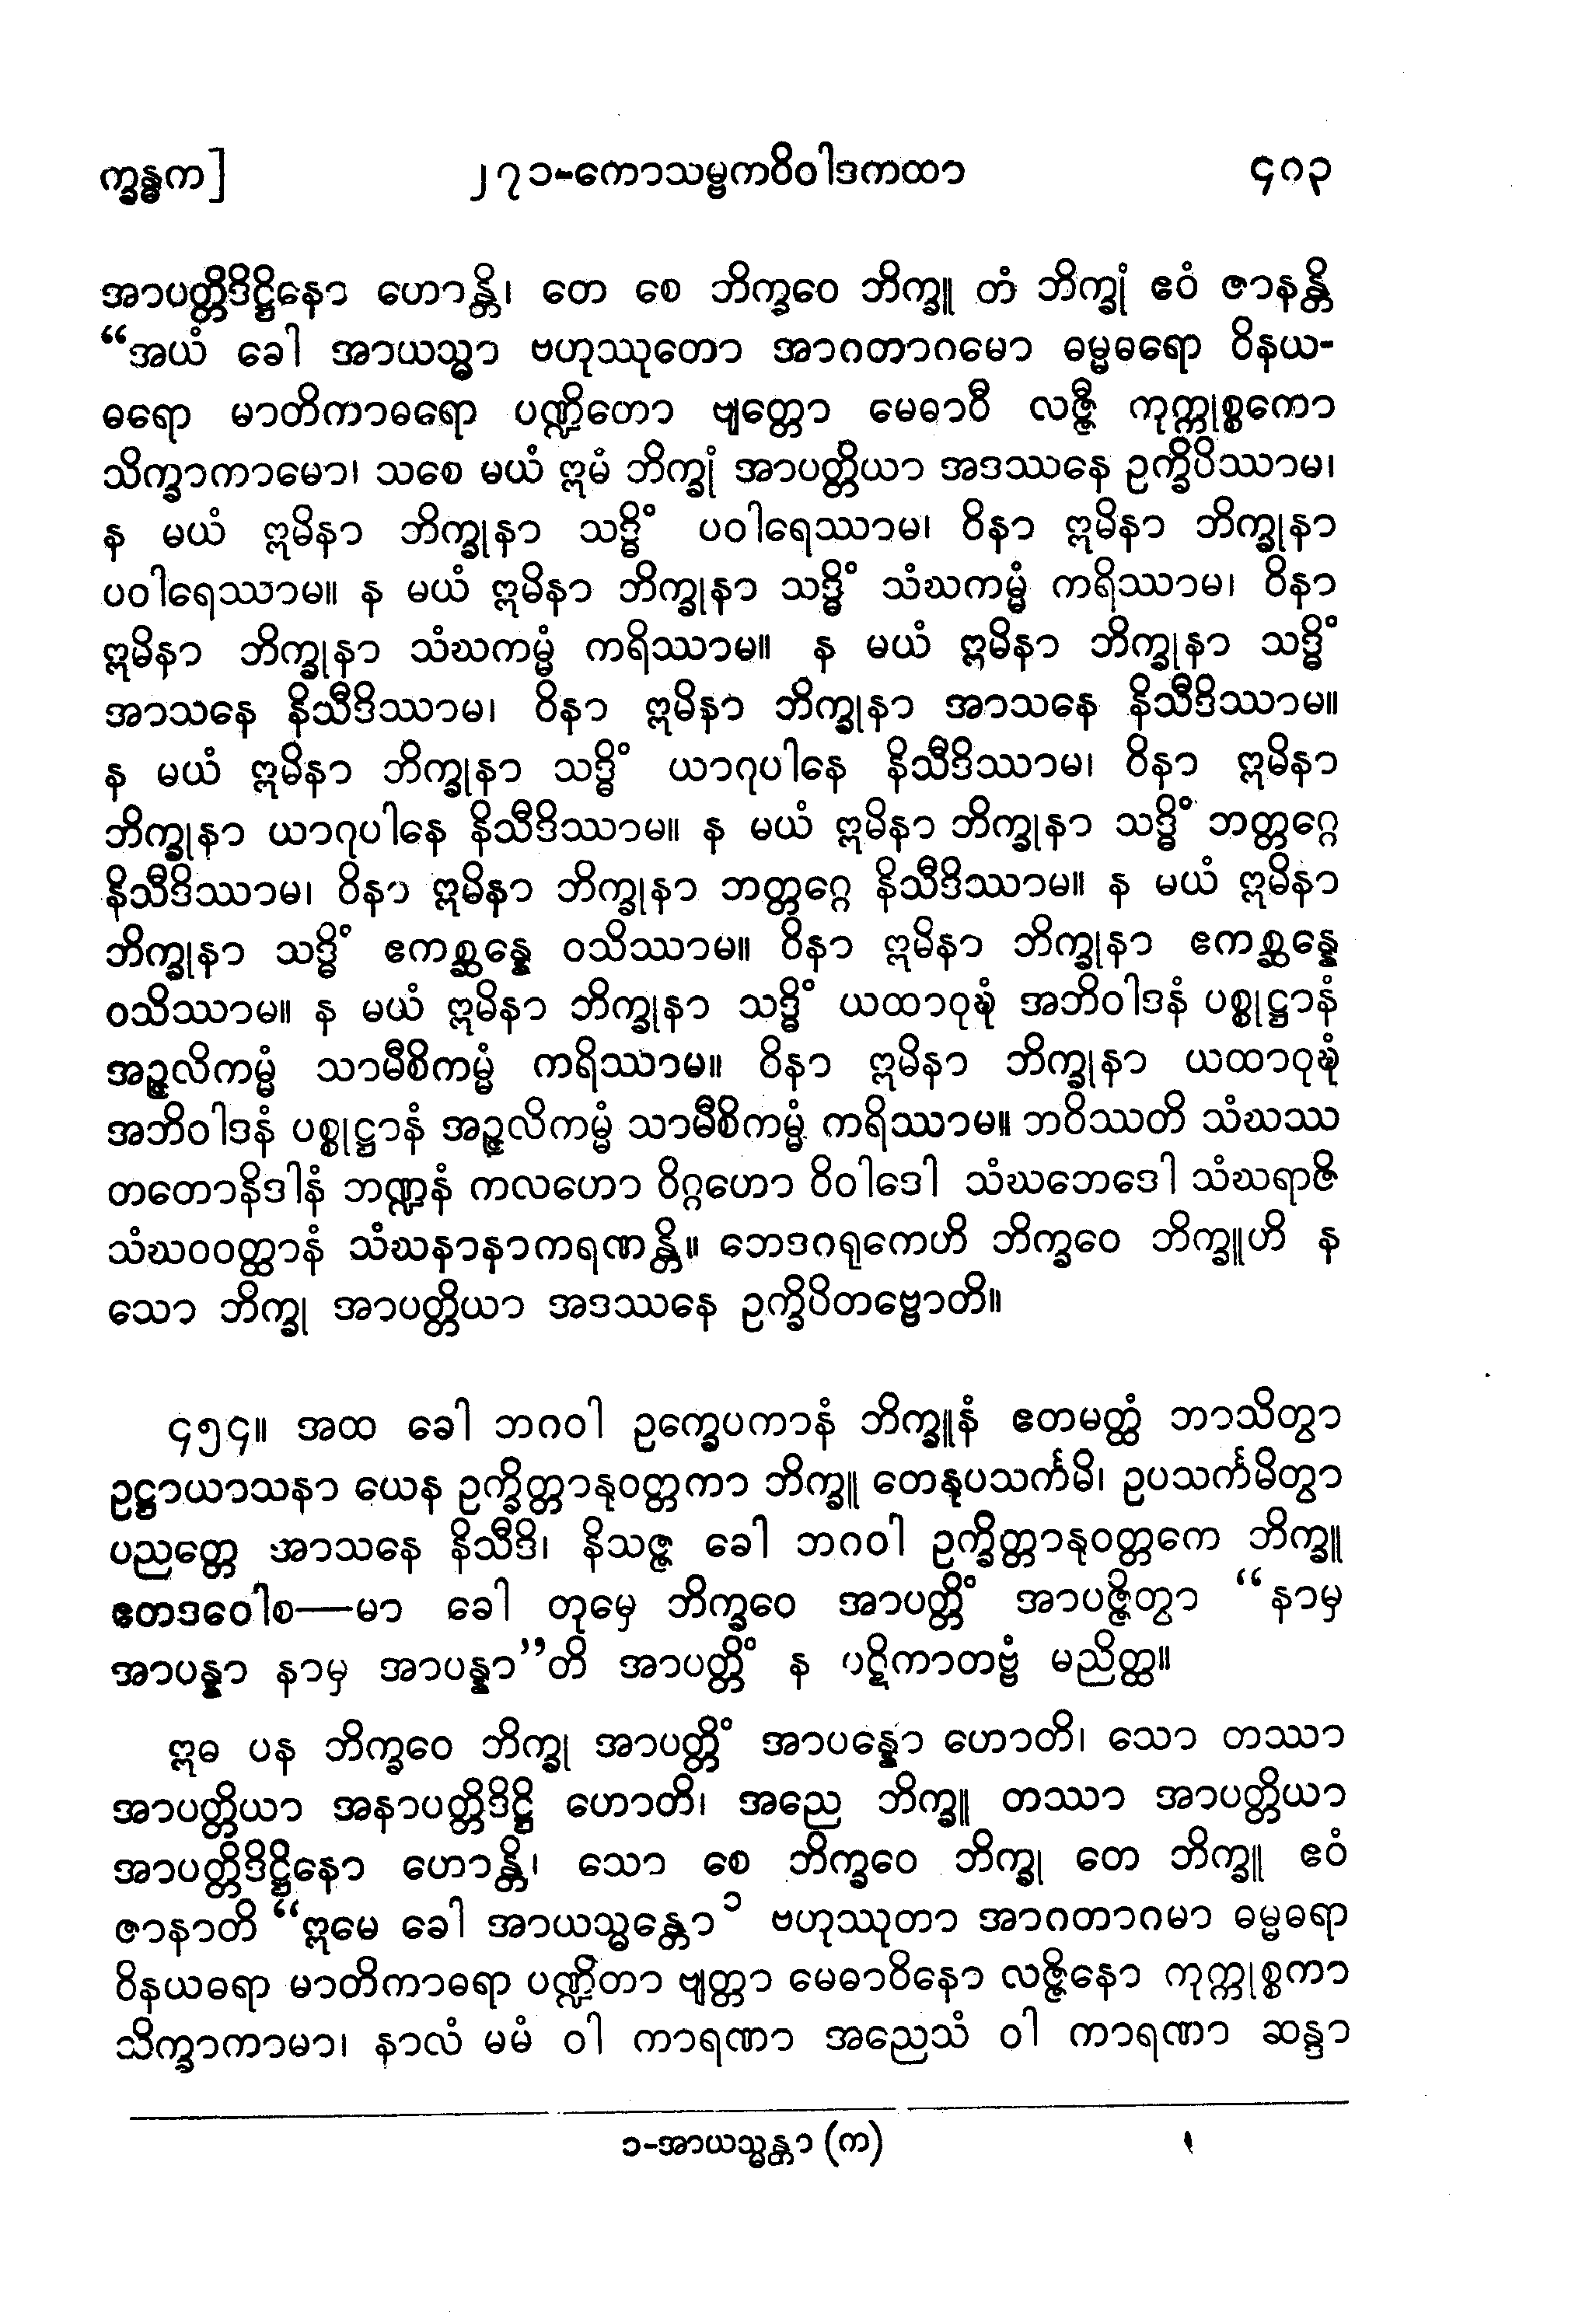 က္ခန္ဓက]
၂၇၁-ကောသမ္ဗကဝိဝါဒကထာ
၄၀၃
အာပတ္တိဒိဋ္ဌိနော ဟောန္တိ၊ တေ စေ ဘိက္ခဝေ ဘိက္ခူ တံ ဘိက္ခုံ ဧဝံ ဇာနန္တိ
“အယံ ခေါ အာယသ္မာ ဗဟုဿုတော အာဂတာဂမော ဓမ္မဓရော ဝိနယ-
ဓရော မာတိကာဓရော ပဏ္ဍိတော ဗျတ္တော မေဓာဝီ လဇ္ဇီ ကုက္ကုစ္စကော
သိက္ခာကာမော၊ သစေ မယံ ဣမံ ဘိက္ခုံ အာပတ္တိယာ အဒဿနေ ဥက္ခိပိဿာမ၊
န မယံ ဣမိနာ ဘိက္ခုနာ သဒ္ဓိံ ပဝါရေဿာမ၊ ဝိနာ ဣမိနာ ဘိက္ခုနာ
ပဝါရေဿာမ။ န မယံ ဣမိနာ ဘိက္ခုနာ သဒ္ဓိံ သံဃကမ္မံ ကရိဿာမ၊ ဝိနာ
ဣမိနာ ဘိက္ခုနာ သံဃကမ္မံ ကရိဿာမ။ န မယံ ဣမိနာ ဘိက္ခုနာ သဒ္ဓိံ
အာသနေ နိသီဒိဿာမ၊ ဝိနာ ဣမိနာ ဘိက္ခုနာ အာသနေ နိသီဒိဿာမ။
န မယံ ဣမိနာ ဘိက္ခုနာ သဒ္ဓိံ ယာဂုပါနေ နိသီဒိဿာမ၊ ဝိနာ ဣမိနာ
ဘိက္ခုနာ ယာဂုပါနေ နိသီဒိဿာမ။ န မယံ ဣမိနာ ဘိက္ခုနာ သဒ္ဓိံ ဘတ္တဂ္ဂေ
နိသီဒိဿာမ၊ ဝိနာ ဣမိနာ ဘိက္ခုနာ ဘတ္တဂ္ဂေ နိသီဒိဿာမ။ န မယံ ဣမိနာ
ဘိက္ခုနာ သဒ္ဓိံ ဧကစ္ဆန္နေ ဝသိဿာမ။ ဝိနာ ဣမိနာ ဘိက္ခုနာ ဧကစ္ဆန္နေ
ဝသိဿာမ။ န မယံ ဣမိနာ ဘိက္ခုနာ သဒ္ဓိံ ယထာဝုဍ္ဎံ အဘိဝါဒနံ ပစ္စုဋ္ဌာနံ
အဉ္ဇလိကမ္မံ သာမီစိကမ္မံ ကရိဿာမ။ ဝိနာ ဣမိနာ ဘိက္ခုနာ ယထာဝုဍ္ဎံ
အဘိဝါဒနံ ပစ္စုဋ္ဌာနံ အဉ္ဇလိကမ္မံ သာမီစိကမ္မံ ကရိဿာမ။ ဘဝိဿတိ သံဃဿ
တတောနိဒါနံ ဘဏ္ဍနံ ကလဟော ဝိဂ္ဂဟော ဝိဝါဒေါ သံဃဘေဒေါ သံဃရာဇိ
သံဃဝဝတ္ထာနံ သံဃနာနာကရဏန္တိ။ ဘေဒဂရုကေဟိ ဘိက္ခဝေ ဘိက္ခူဟိ န
သော ဘိက္ခု အာပတ္တိယာ အဒဿနေ ဥက္ခိပိတဗ္ဗောတိ။
၄၅၄။ အထ ခေါ ဘဂဝါ ဥက္ခေပကာနံ ဘိက္ခူနံ ဧတမတ္ထံ ဘာသိတွာ
ဥဋ္ဌာယာသနာ ယေန ဥက္ခိတ္တာနုဝတ္တကာ ဘိက္ခူ တေနုပသင်္ကမိ၊ ဥပသင်္ကမိတွာ
ပညတ္တေ အာသနေ နိသီဒိ၊ နိသဇ္ဇ ခေါ ဘဂဝါ ဥက္ခိတ္တာနုဝတ္တကေ ဘိက္ခူ
ဧတဒဝေါစ—မာ ခေါ တုမှေ ဘိက္ခဝေ အာပတ္တိံ အာပဇ္ဇိတွာ “နာမှ
အာပန္နာ နာမှ အာပန္နာ”တိ အာပတ္တိံ န ပဋိကာတဗ္ဗံ မညိတ္ထ။
ဣဓ ပန ဘိက္ခဝေ ဘိက္ခု အာပတ္တိံ အာပန္နော ဟောတိ၊ သော တဿာ
အာပတ္တိယာ အနာပတ္တိဒိဋ္ဌိ ဟောတိ၊ အညေ ဘိက္ခူ တဿာ အာပတ္တိယာ
အာပတ္တိဒိဋ္ဌိနော ဟောန္တိ၊ သော စေ ဘိက္ခဝေ ဘိက္ခု တေ ဘိက္ခူ ဧဝံ
ဇာနာတိ “ဣမေ ခေါ အာယသ္မန္တော ၁ ဗဟုဿုတာ အာဂတာဂမာ ဓမ္မဓရာ
ဝိနယဓရာ မာတိကာဓရာ ပဏ္ဍိတာ ဗျတ္တာ မေဓာဝိနော လဇ္ဇိနော ကုက္ကုစ္စကာ
သိက္ခာကာမာ၊ နာလံ မမံ ဝါ ကာရဏာ အညေသံ ဝါ ကာရဏာ ဆန္ဒာ
၁-အာယသ္မန္တာ (က)